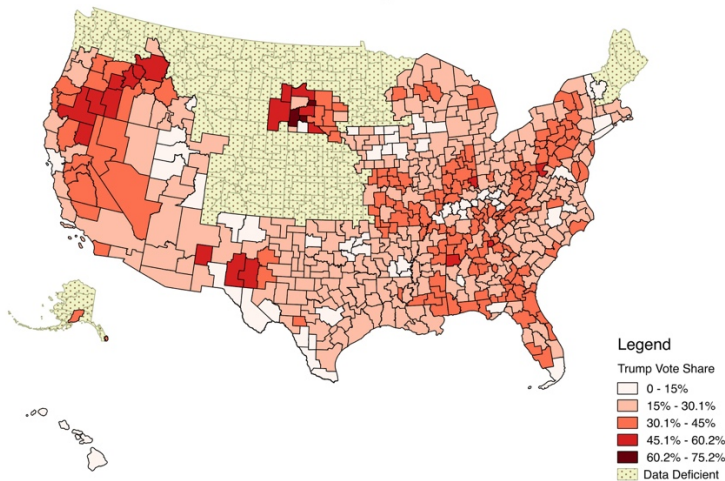 Legend
Trump Vote Share
0 - 15%
15% - 30.1%
30.1% - 45%
45.1% - 60.2%
60.2% - 75.2%
Data Deficient